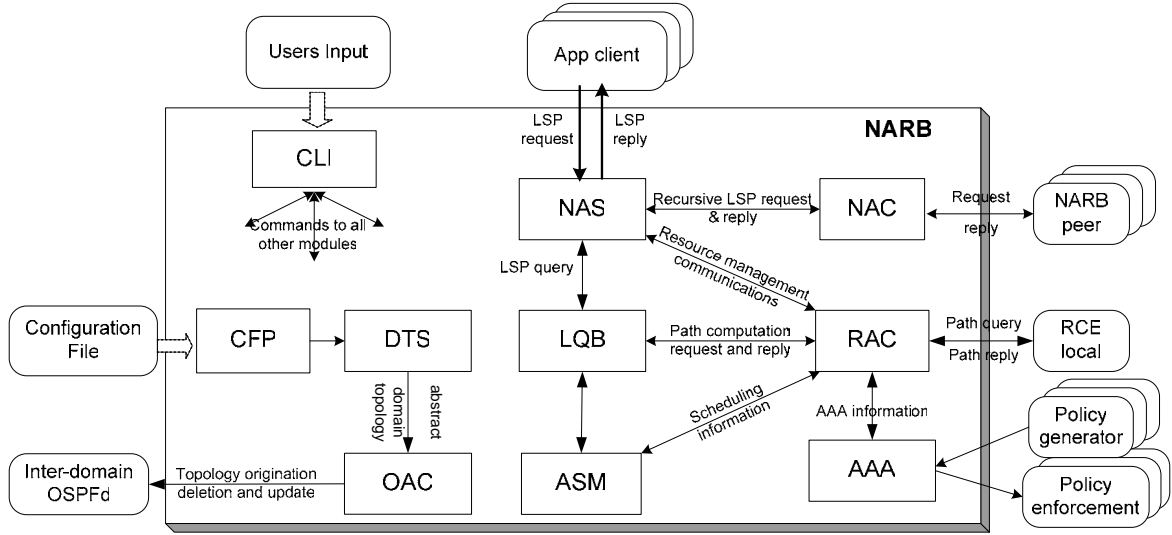 Users Input
App client
LSP
request
LSP
reply
NARB
CLI
Commands to all
other modules
NAS
Recursive LSP request
& reply
NAC
Request
reply
NARB
peer
LSP query
Resource management
communications
Configuration
File
CFP
DTS
LQB
Path computation
request and reply
RAC
Path query
Path reply
RCE
local
abstract
domain
topology
Scheduling
information
AAA information
Policy
generator
Inter-domain
OSPFd
Topology origination
deletion and update
OAC
ASM
AAA
Policy
enforcement